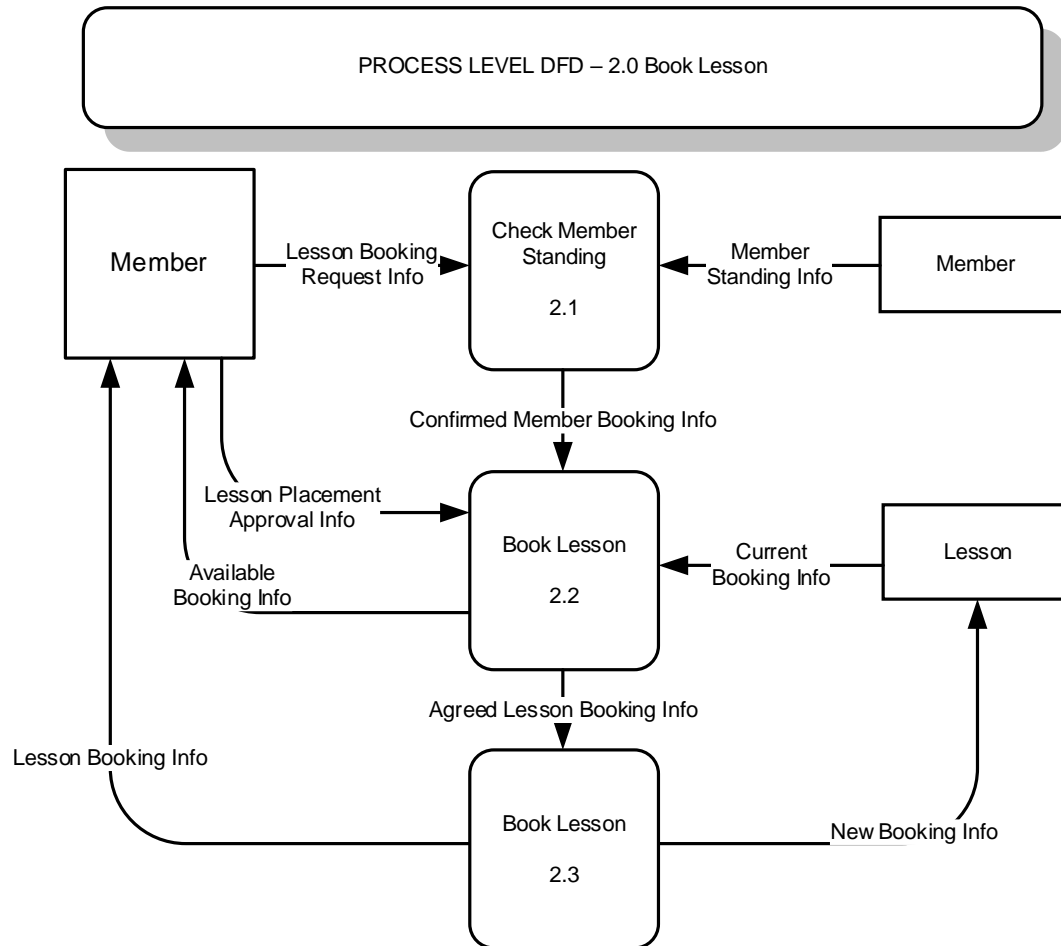 PROCESS LEVEL DFD – 2.0 Book Lesson
Member
Lesson Booking
Request Info
Check Member
Standing
2.1
Member
Standing Info
Member
Confirmed Member Booking Info
Lesson Placement
Approval Info
Book Lesson
2.2
Current
Booking Info
Lesson
Available
Booking Info
Agreed Lesson Booking Info
Lesson Booking Info
Book Lesson
2.3
New Booking Info